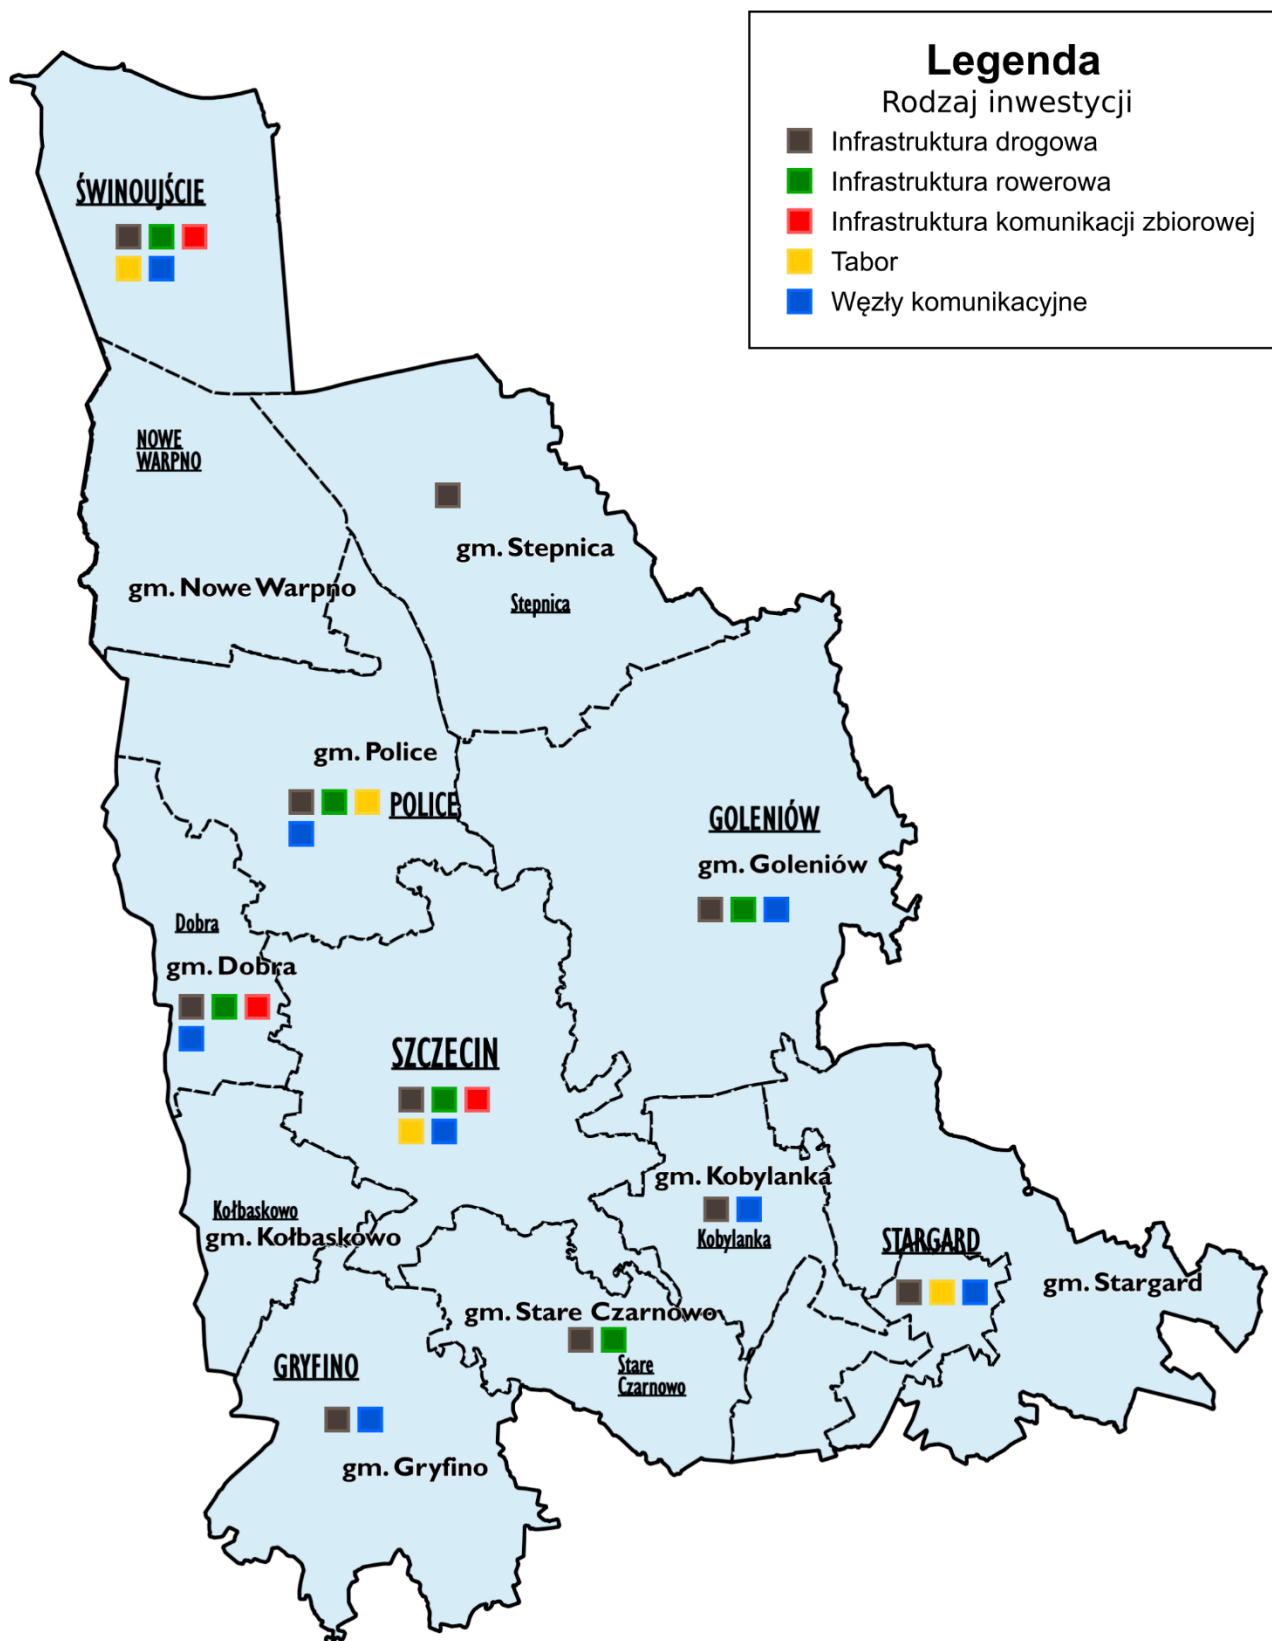 Legenda
Rodzaj inwestycji
Infrastruktura drogowa
Infrastruktura rowerowa
Infrastruktura komunikacji zbiorowej
Tabor
Węzły komunikacyjne
ŚWINOUJŚCIE
NOWE
WARPNO
gm. Nowe Warpno
gm. Stepnica
Stepnica
gm. Police
POLICE
GOLENIÓW
gm. Goleniów
Dobra
gm. Dobra
SZCZECIN
gm. Kobylanka
Kobylanka
Kołbaskowo
gm. Kołbaskowo
STARGARD
gm. Stargard
gm. Stare Czarnowo
Stare
Czarnowo
GRYFINO
gm. Gryfino